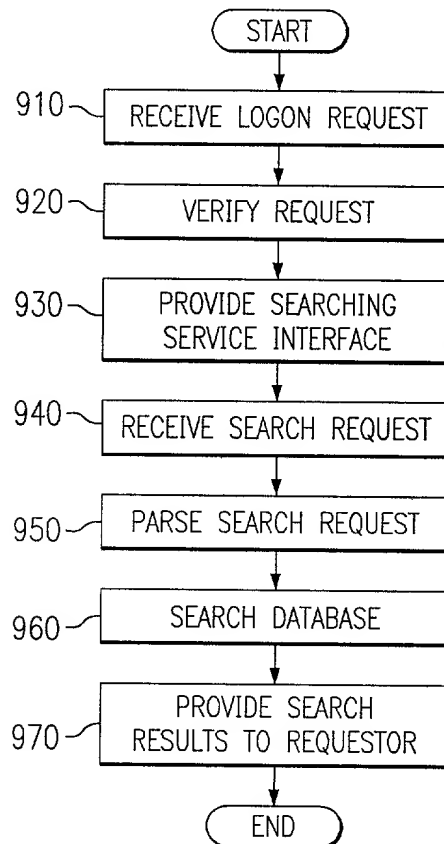 START
910
RECEIVE LOGON REQUEST
920
VERIFY REQUEST
930
PROVIDE SEARCHING
SERVICE INTERFACE
940
RECEIVE SEARCH REQUEST
950
PARSE SEARCH REQUEST
960
SEARCH DATABASE
970
PROVIDE SEARCH
RESULTS TO REQUESTOR
END